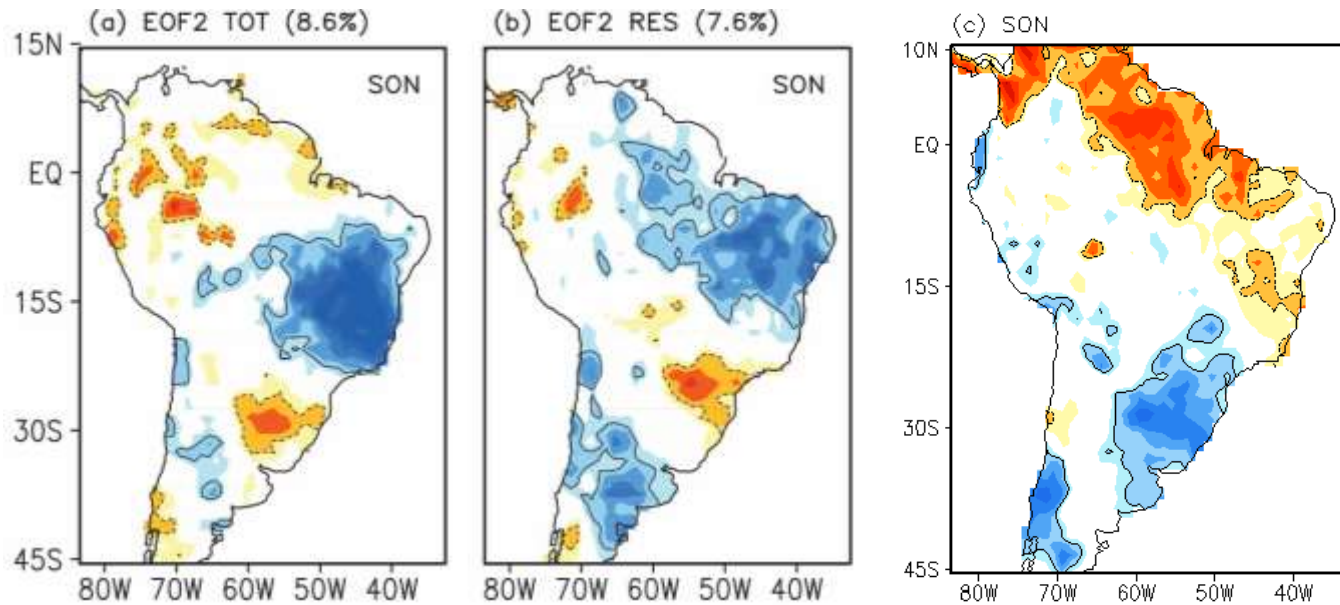 (a) EOF2 TOT (8.6%)
(b) EOF2 RES (7.6%)
(c) SON
15N
EQ
15S
30S
45S
SON
SON
10N
EQ
15S
30S
45S
80W 70W 60W 50W 40W
80W 70W 60W 50W 40W
80W 70W 60W 50W 40W